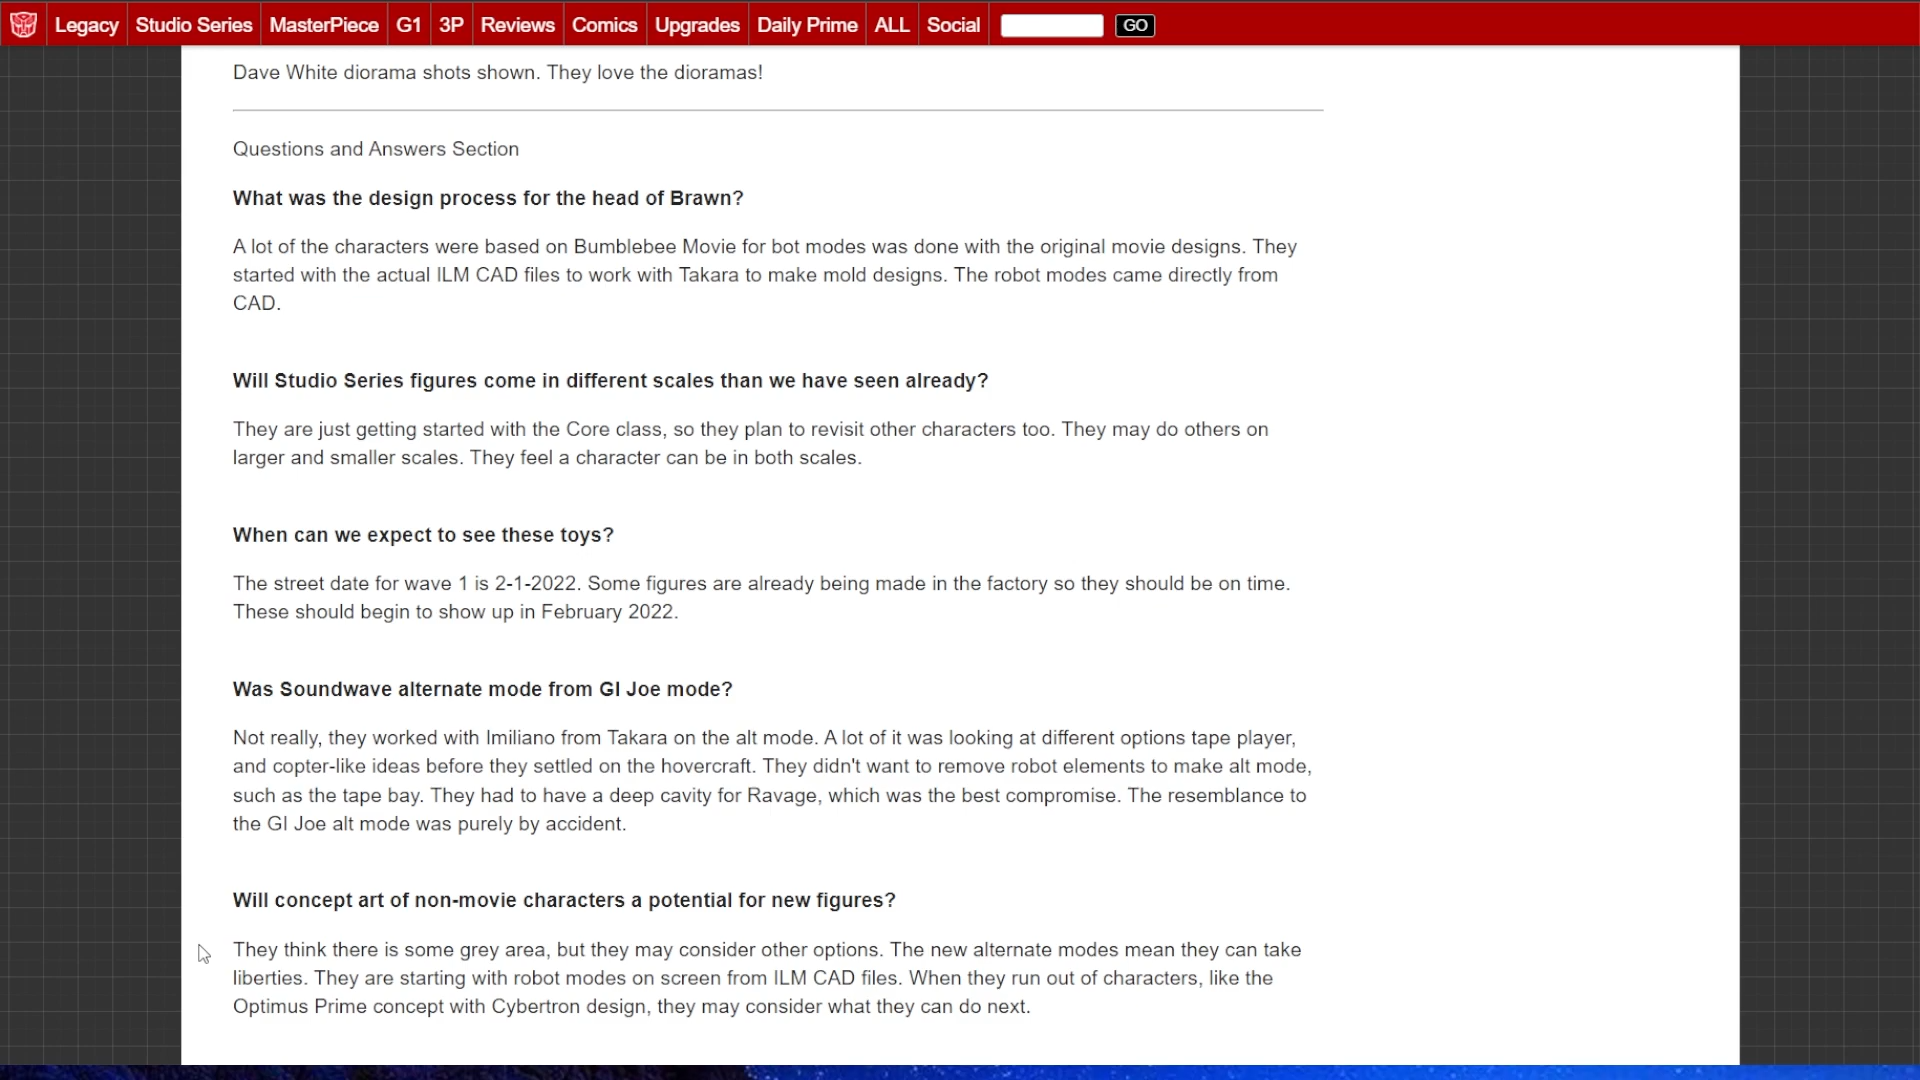 Legacy Studio Series MasterPiece G1 3P Reviews Comics Upgrades Daily Prime ALL Social GO
Dave White diorama shots shown. They love the dioramas!
Questions and Answers Section
What was the design process for the head of Brawn?
A lot of the characters were based on Bumblebee Movie for bot modes was done with the original movie designs. They
started with the actual ILM CAD files to work with Takara to make mold designs. The robot modes came directly from
CAD.
Will Studio Series figures come in different scales than we have seen already?
They are just getting started with the Core class, so they plan to revisit other characters too. They may do others on
larger and smaller scales. They feel a character can be in both scales.
When can we expect to see these toys?
The street date for wave 1 is 2-1-2022. Some figures are already being made in the factory so they should be on time.
These should begin to show up in February 2022.
Was Soundwave alternate mode from GI Joe mode?
Not really, they worked with Imiliano from Takara on the alt mode. A lot of it was looking at different options tape player,
and copter-like ideas before they settled on the hovercraft. They didn't want to remove robot elements to make alt mode,
such as the tape bay. They had to have a deep cavity for Ravage, which was the best compromise. The resemblance to
the GI Joe alt mode was purely by accident.
Will concept art of non-movie characters a potential for new figures?
They think there is some grey area, but they may consider other options. The new alternate modes mean they can take
liberties. They are starting with robot modes on screen from ILM CAD files. When they run out of characters, like the
Optimus Prime concept with Cybertron design, they may consider what they can do next.